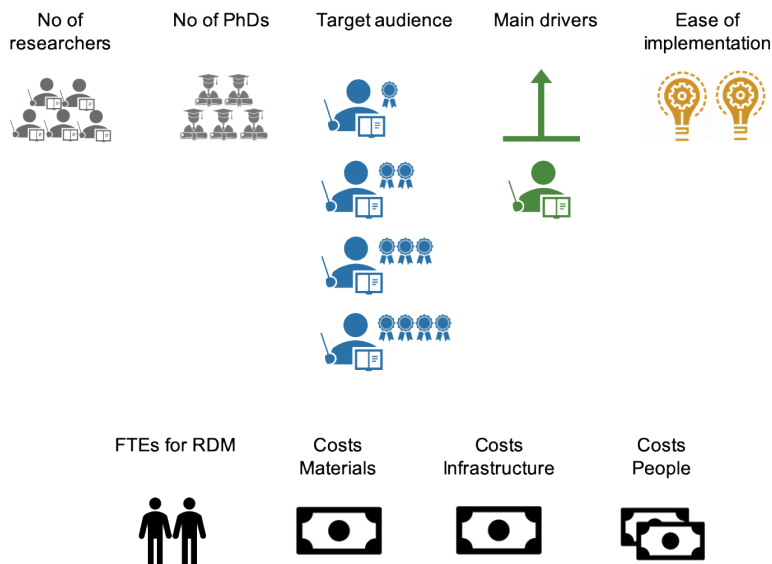 No of
researchers
No of PhDs
Target audience
Main drivers
Ease of
implementation
FTEs for RDM
Costs
Materials
Costs
Infrastructure
Costs
People